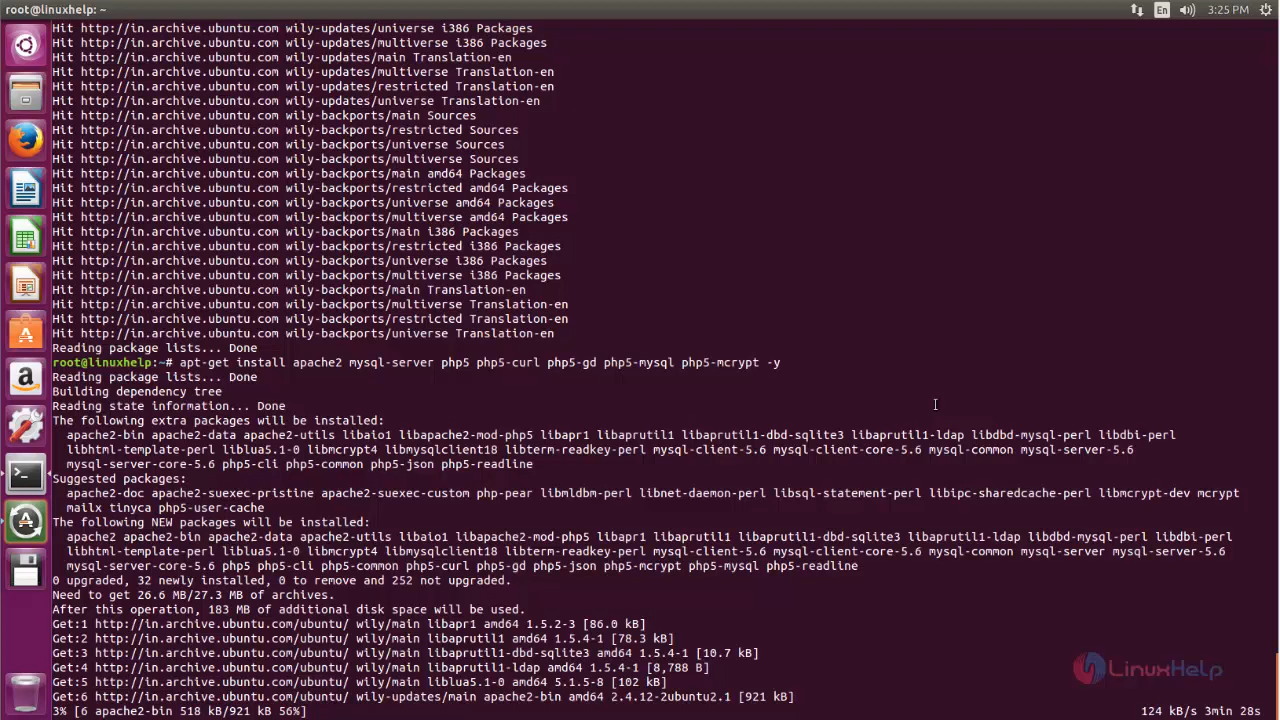 root@linuxhelp: ~
En
3:25 PM
Hit http://in.archive.ubuntu.com wily-updates/universe i386 Packages
Hit http://in.archive.ubuntu.com wily-updates/multiverse i386 Packages
Hit http://in.archive.ubuntu.com wily-updates/main Translation-en
Hit http://in.archive.ubuntu.com wily-updates/multiverse Translation-en
Hit http://in.archive.ubuntu.com wily-updates/restricted Translation-en
Hit http://in.archive.ubuntu.com wily-updates/universe Translation-en
Hit http://in.archive.ubuntu.com wily-backports/main Sources
Hit http://in.archive.ubuntu.com wily-backports/restricted Sources
Hit http://in.archive.ubuntu.com wily-backports/universe Sources
Hit http://in.archive.ubuntu.com wily-backports/multiverse Sources
Hit http://in.archive.ubuntu.com wily-backports/main amd64 Packages
Hit http://in.archive.ubuntu.com wily-backports/restricted amd64 Packages
Hit http://in.archive.ubuntu.com wily-backports/universe amd64 Packages
Hit http://in.archive.ubuntu.com wily-backports/multiverse amd64 Packages
Hit http://in.archive.ubuntu.com wily-backports/main i386 Packages
Hit http://in.archive.ubuntu.com wily-backports/restricted i386 Packages
Hit http://in.archive.ubuntu.com wily-backports/universe i386 Packages
Hit http://in.archive.ubuntu.com wily-backports/multiverse i386 Packages
Hit http://in.archive.ubuntu.com wily-backports/main Translation-en
Hit http://in.archive.ubuntu.com wily-backports/multiverse Translation-en
Hit http://in.archive.ubuntu.com wily-backports/restricted Translation-en
Hit http://in.archive.ubuntu.com wily-backports/universe Translation-en
Reading package lists... Done
root@linuxhelp:~# apt-get install apache2 mysql-server php5 php5-curl php5-gd php5-mysql php5-mcrypt -y
Reading package lists... Done
Building dependency tree
Reading state information... Done
The following extra packages will be installed:
apache2-bin apache2-data apache2-utils libaio1 libapache2-mod-php5 libapr1 libaprutil1 libaprutil1-dbd-sqlite3 libaprutil1-ldap libdbd-mysql-perl libdbi-perl
libhtml-template-perl liblua5.1-0 libmcrypt4 libmysqlclient18 libterm-readkey-perl mysql-client-5.6 mysql-client-core-5.6 mysql-common mysql-server-5.6
mysql-server-core-5.6 php5-cli php5-common php5-json php5-readline
Suggested packages:
apache2-doc apache2-suexec-pristine apache2-suexec-custom php-pear libmldbm-perl libnet-daemon-perl libsql-statement-perl libipc-sharedcache-perl libmcrypt-dev mcrypt
mailx tinyca php5-user-cache
The following NEW packages will be installed:
apache2 apache2-bin apache2-data apache2-utils libaio1 libapache2-mod-php5 libapr1 libaprutil1 libaprutil1-dbd-sqlite3 libaprutil1-ldap libdbd-mysql-perl libdbi-perl
libhtml-template-perl liblua5.1-0 libmcrypt4 libmysqlclient18 libterm-readkey-perl mysql-client-5.6 mysql-client-core-5.6 mysql-common mysql-server mysql-server-5.6
mysql-server-core-5.6 php5 php5-cli php5-common php5-curl php5-gd php5-json php5-mcrypt php5-mysql php5-readline
0 upgraded, 32 newly installed, 0 to remove and 252 not upgraded.
Need to get 26.6 MB/27.3 MB of archives.
After this operation, 183 MB of additional disk space will be used.
Get:1 http://in.archive.ubuntu.com/ubuntu/ wily/main libapr1 amd64 1.5.2-3 [86.0 kB]
Get:2 http://in.archive.ubuntu.com/ubuntu/ wily/main libaprutil1 amd64 1.5.4-1 [78.3 kB]
Get:3 http://in.archive.ubuntu.com/ubuntu/ wily/main libaprutil1-dbd-sqlite3 amd64 1.5.4-1 [10.7 kB]
Get:4 http://in.archive.ubuntu.com/ubuntu/ wily/main libaprutil1-ldap amd64 1.5.4-1 [8,788 B]
Get:5 http://in.archive.ubuntu.com/ubuntu/ wily/main liblua5.1-0 amd64 5.1.5-8 [102 kB]
Get:6 http://in.archive.ubuntu.com/ubuntu/ wily-updates/main apache2-bin amd64 2.4.12-2ubuntu2.1 [921 kB]
3% [6 apache2-bin 518 kB/921 kB 56%]
124 kB/s 3min 28s
LinuxHelp